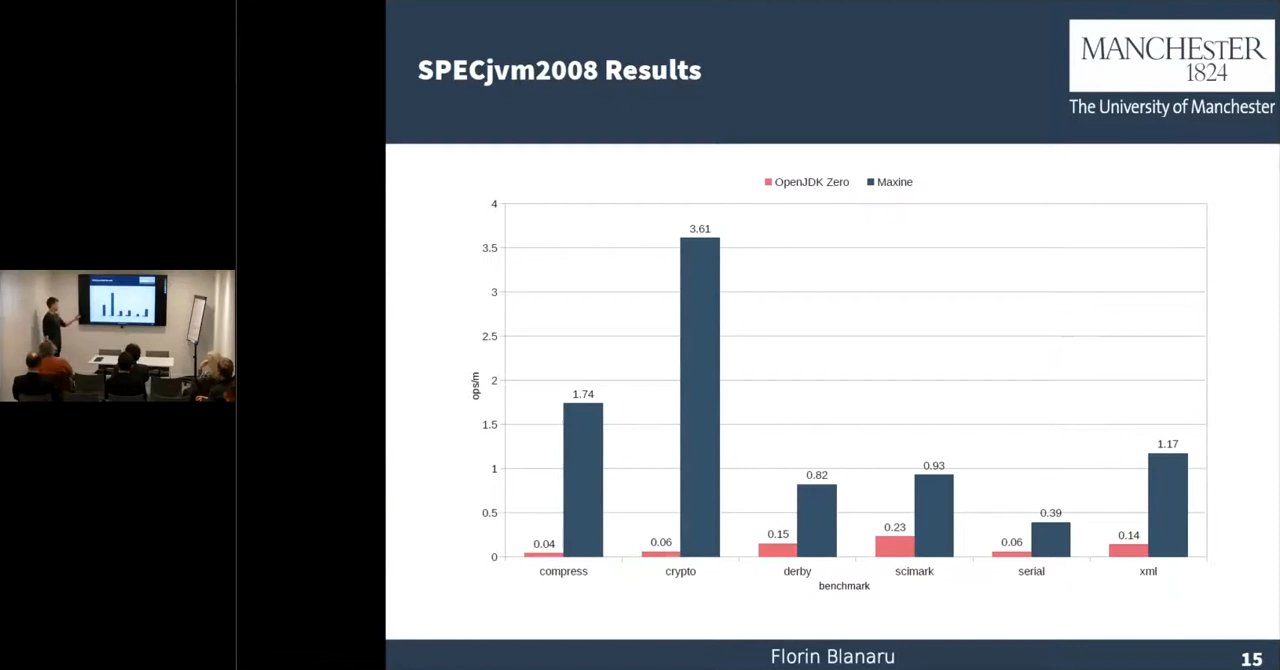 SPECjvm2008 Results
MANCHESTER
1824
The University of Manchester
OpenJDK Zero Maxine
4
3.5
3
2.5
2
1.5
1
0.5
0
ops/m
0.04 1.74
0.06 3.61
0.15 0.82
0.23 0.93
0.06 0.39
0.14 1.17
compress crypto derby scimark serial xml
benchmark
Florin Blanaru
15